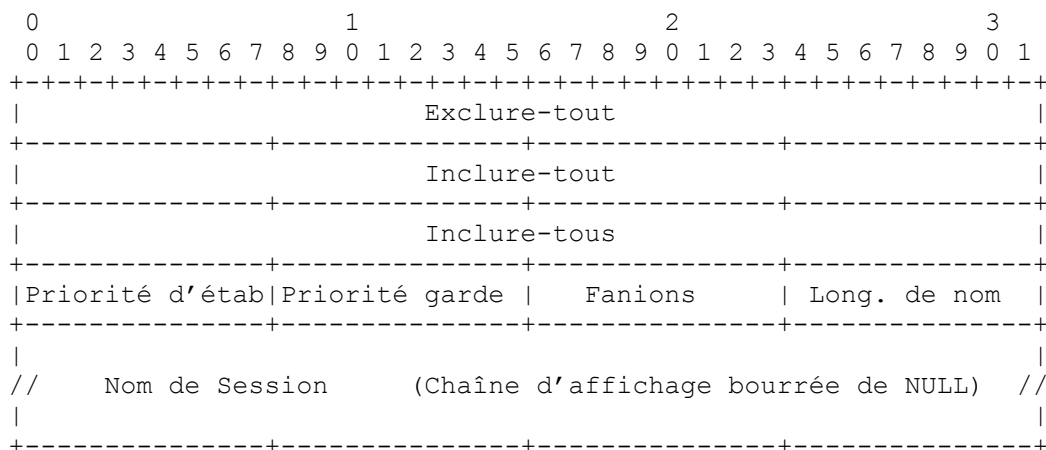 0                   1                   2                   3
 0 1 2 3 4 5 6 7 8 9 0 1 2 3 4 5 6 7 8 9 0 1 2 3 4 5 6 7 8 9 0 1
+-+-+-+-+-+-+-+-+-+-+-+-+-+-+-+-+-+-+-+-+-+-+-+-+-+-+-+-+-+-+-+-+
|                         Exclure-tout                          |
+---------------+---------------+---------------+---------------+
|                         Inclure-tout                          |
+---------------+---------------+---------------+---------------+
|                         Inclure-tous                          |
+---------------+---------------+---------------+---------------+
|Priorité d’étab|Priorité garde |   Fanions     | Long. de nom  |
+---------------+---------------+---------------+---------------+
|                                                               |
//     Nom de Session     (Chaîne d’affichage bourrée de NULL)  //
|                                                               |
+---------------+---------------+---------------+---------------+